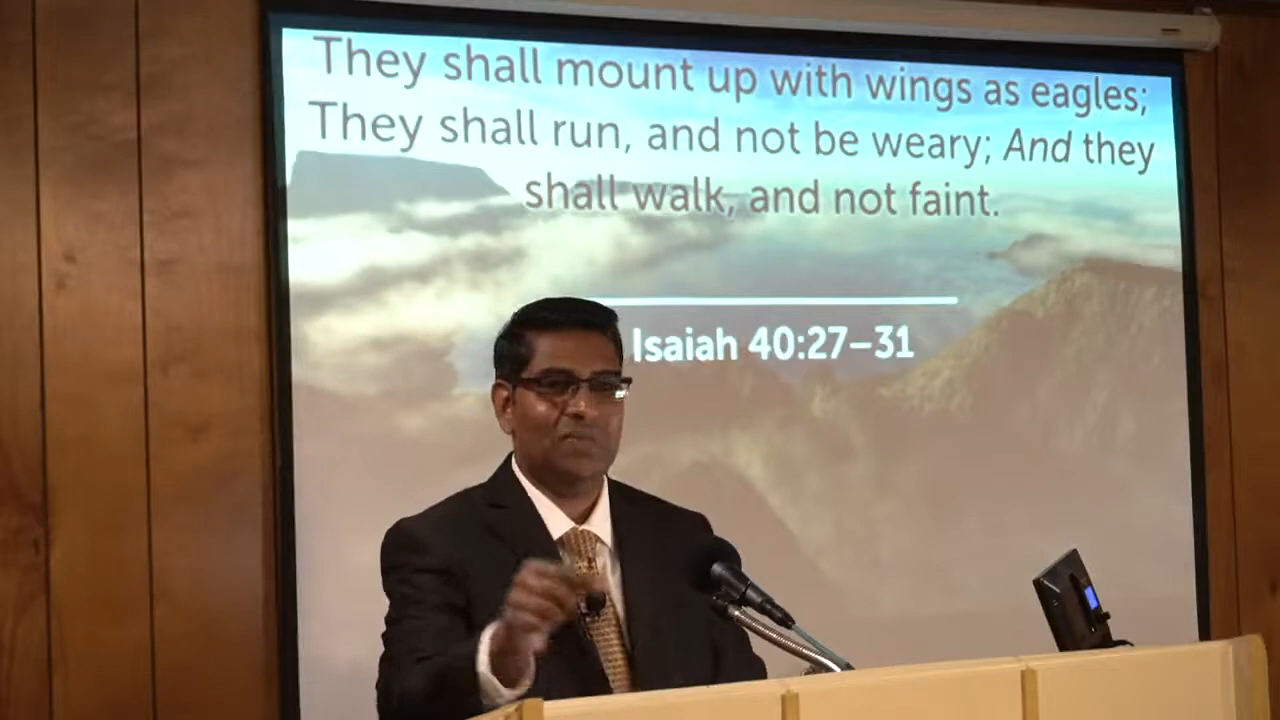 They shall mount up with wings as eagles;
They shall run, and not be weary; And they
shall walk, and not faint.
Isaiah 40:27–31